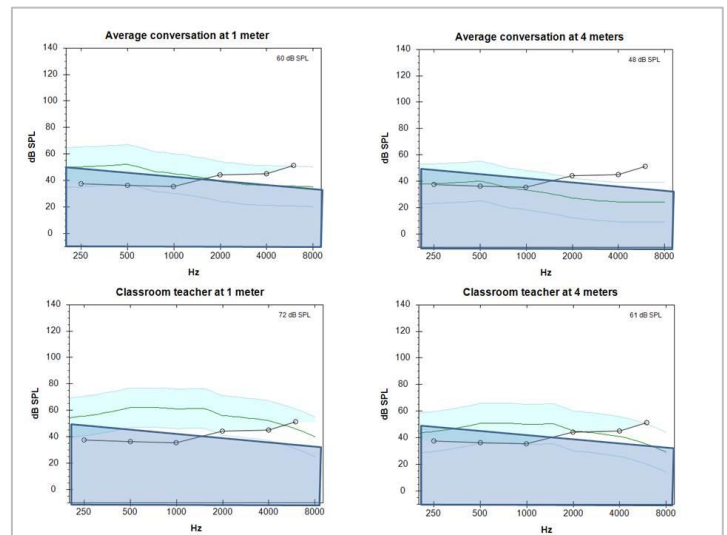 Average conversation at 1 meter
60 dB SPL
dB SPL
140
120
100
80
60
40
20
0
250 500 1000 2000 4000 8000
Hz
Average conversation at 4 meters
48 dB SPL
dB SPL
140
120
100
80
60
40
20
0
250 500 1000 2000 4000 8000
Hz
Classroom teacher at 1 meter
72 dB SPL
dB SPL
140
120
100
80
60
40
20
0
250 500 1000 2000 4000 8000
Hz
Classroom teacher at 4 meters
61 dB SPL
dB SPL
140
120
100
80
60
40
20
0
250 500 1000 2000 4000 8000
Hz